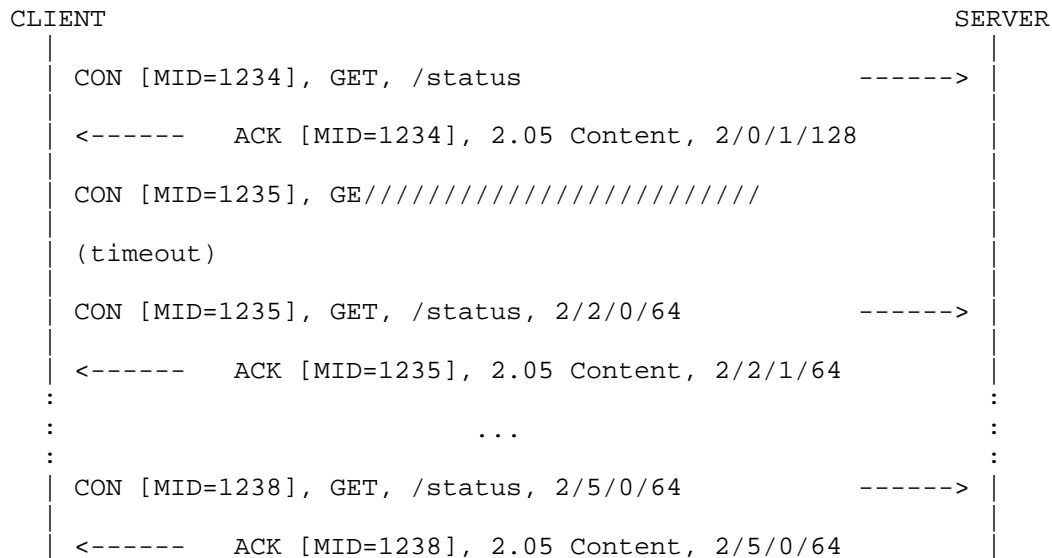 CLIENT                                                     SERVER
  |                                                          |
  | CON [MID=1234], GET, /status                     ------> |
  |                                                          |
  | <------   ACK [MID=1234], 2.05 Content, 2/0/1/128        |
  |                                                          |
  | CON [MID=1235], GE/////////////////////////              |
  |                                                          |
  | (timeout)                                                |
  |                                                          |
  | CON [MID=1235], GET, /status, 2/2/0/64           ------> |
  |                                                          |
  | <------   ACK [MID=1235], 2.05 Content, 2/2/1/64         |
  :                                                          :
  :                          ...                             :
  :                                                          :
  | CON [MID=1238], GET, /status, 2/5/0/64           ------> |
  |                                                          |
  | <------   ACK [MID=1238], 2.05 Content, 2/5/0/64         |